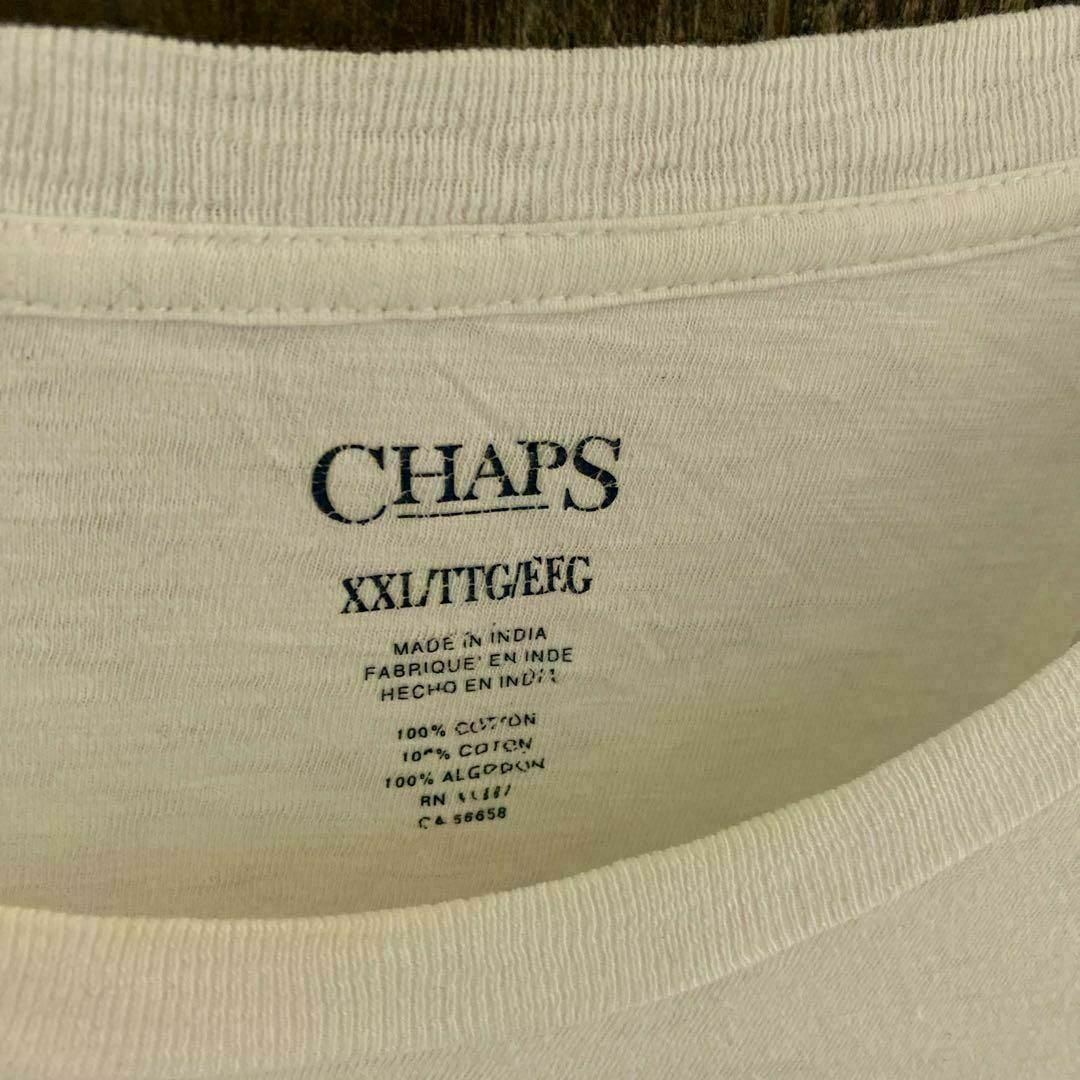 CHAPS
XXL/TTG/EEG
MADE IN INDIA
FABRIQUE' EN INDE
HECHO EN INDIA
100% COTTON
100% COTON
100% ALGODON
RN
CA 56658